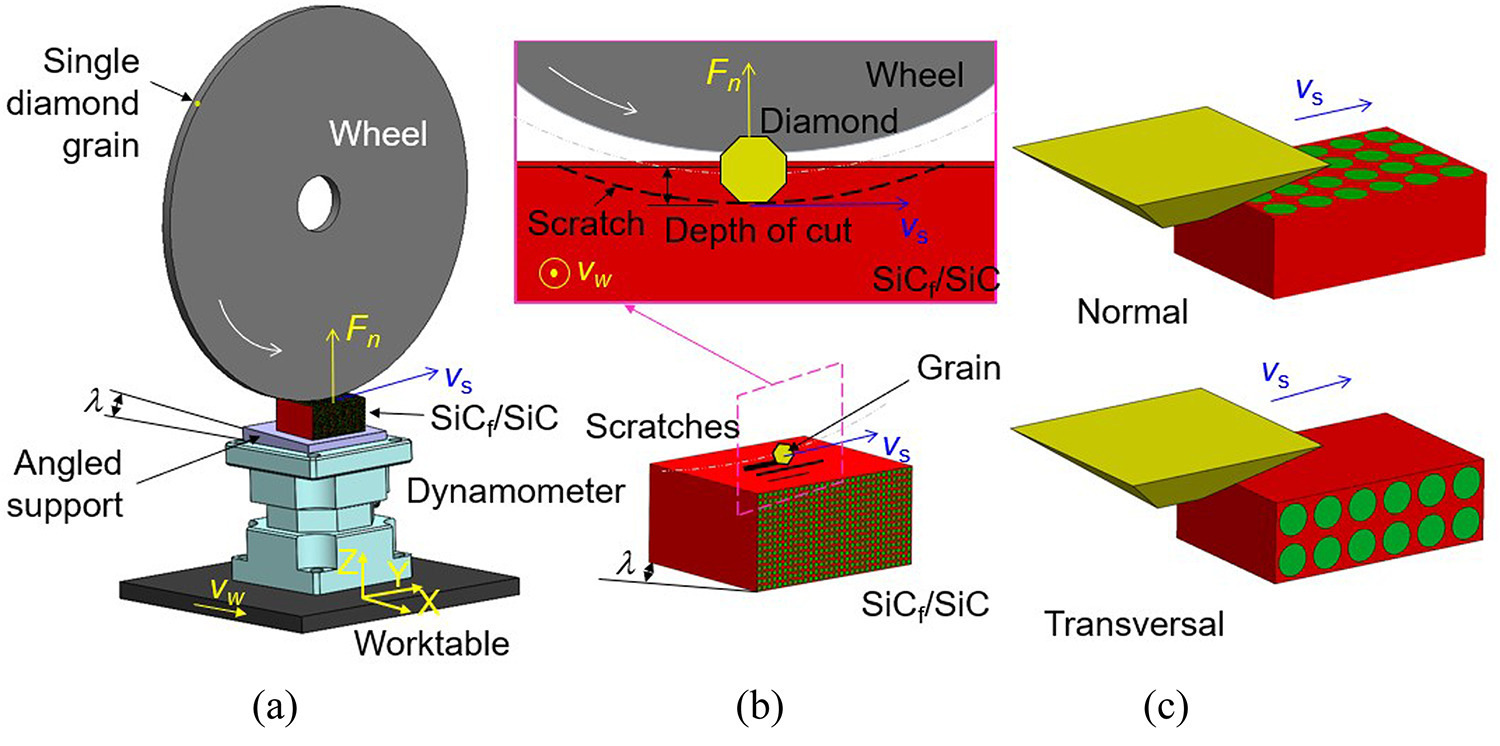 Single
diamond
grain
Wheel
Fn
vs
λ
SiCf/SiC
Angled
support
Dynamometer
Z
Y
X
vw
Worktable
(a)
Fn
Wheel
Diamond
Scratch
Depth of cut
vs
vw
SiCf/SiC
Grain
Scratches
vs
λ
SiCf/SiC
(b)
vs
Normal
vs
Transversal
(c)